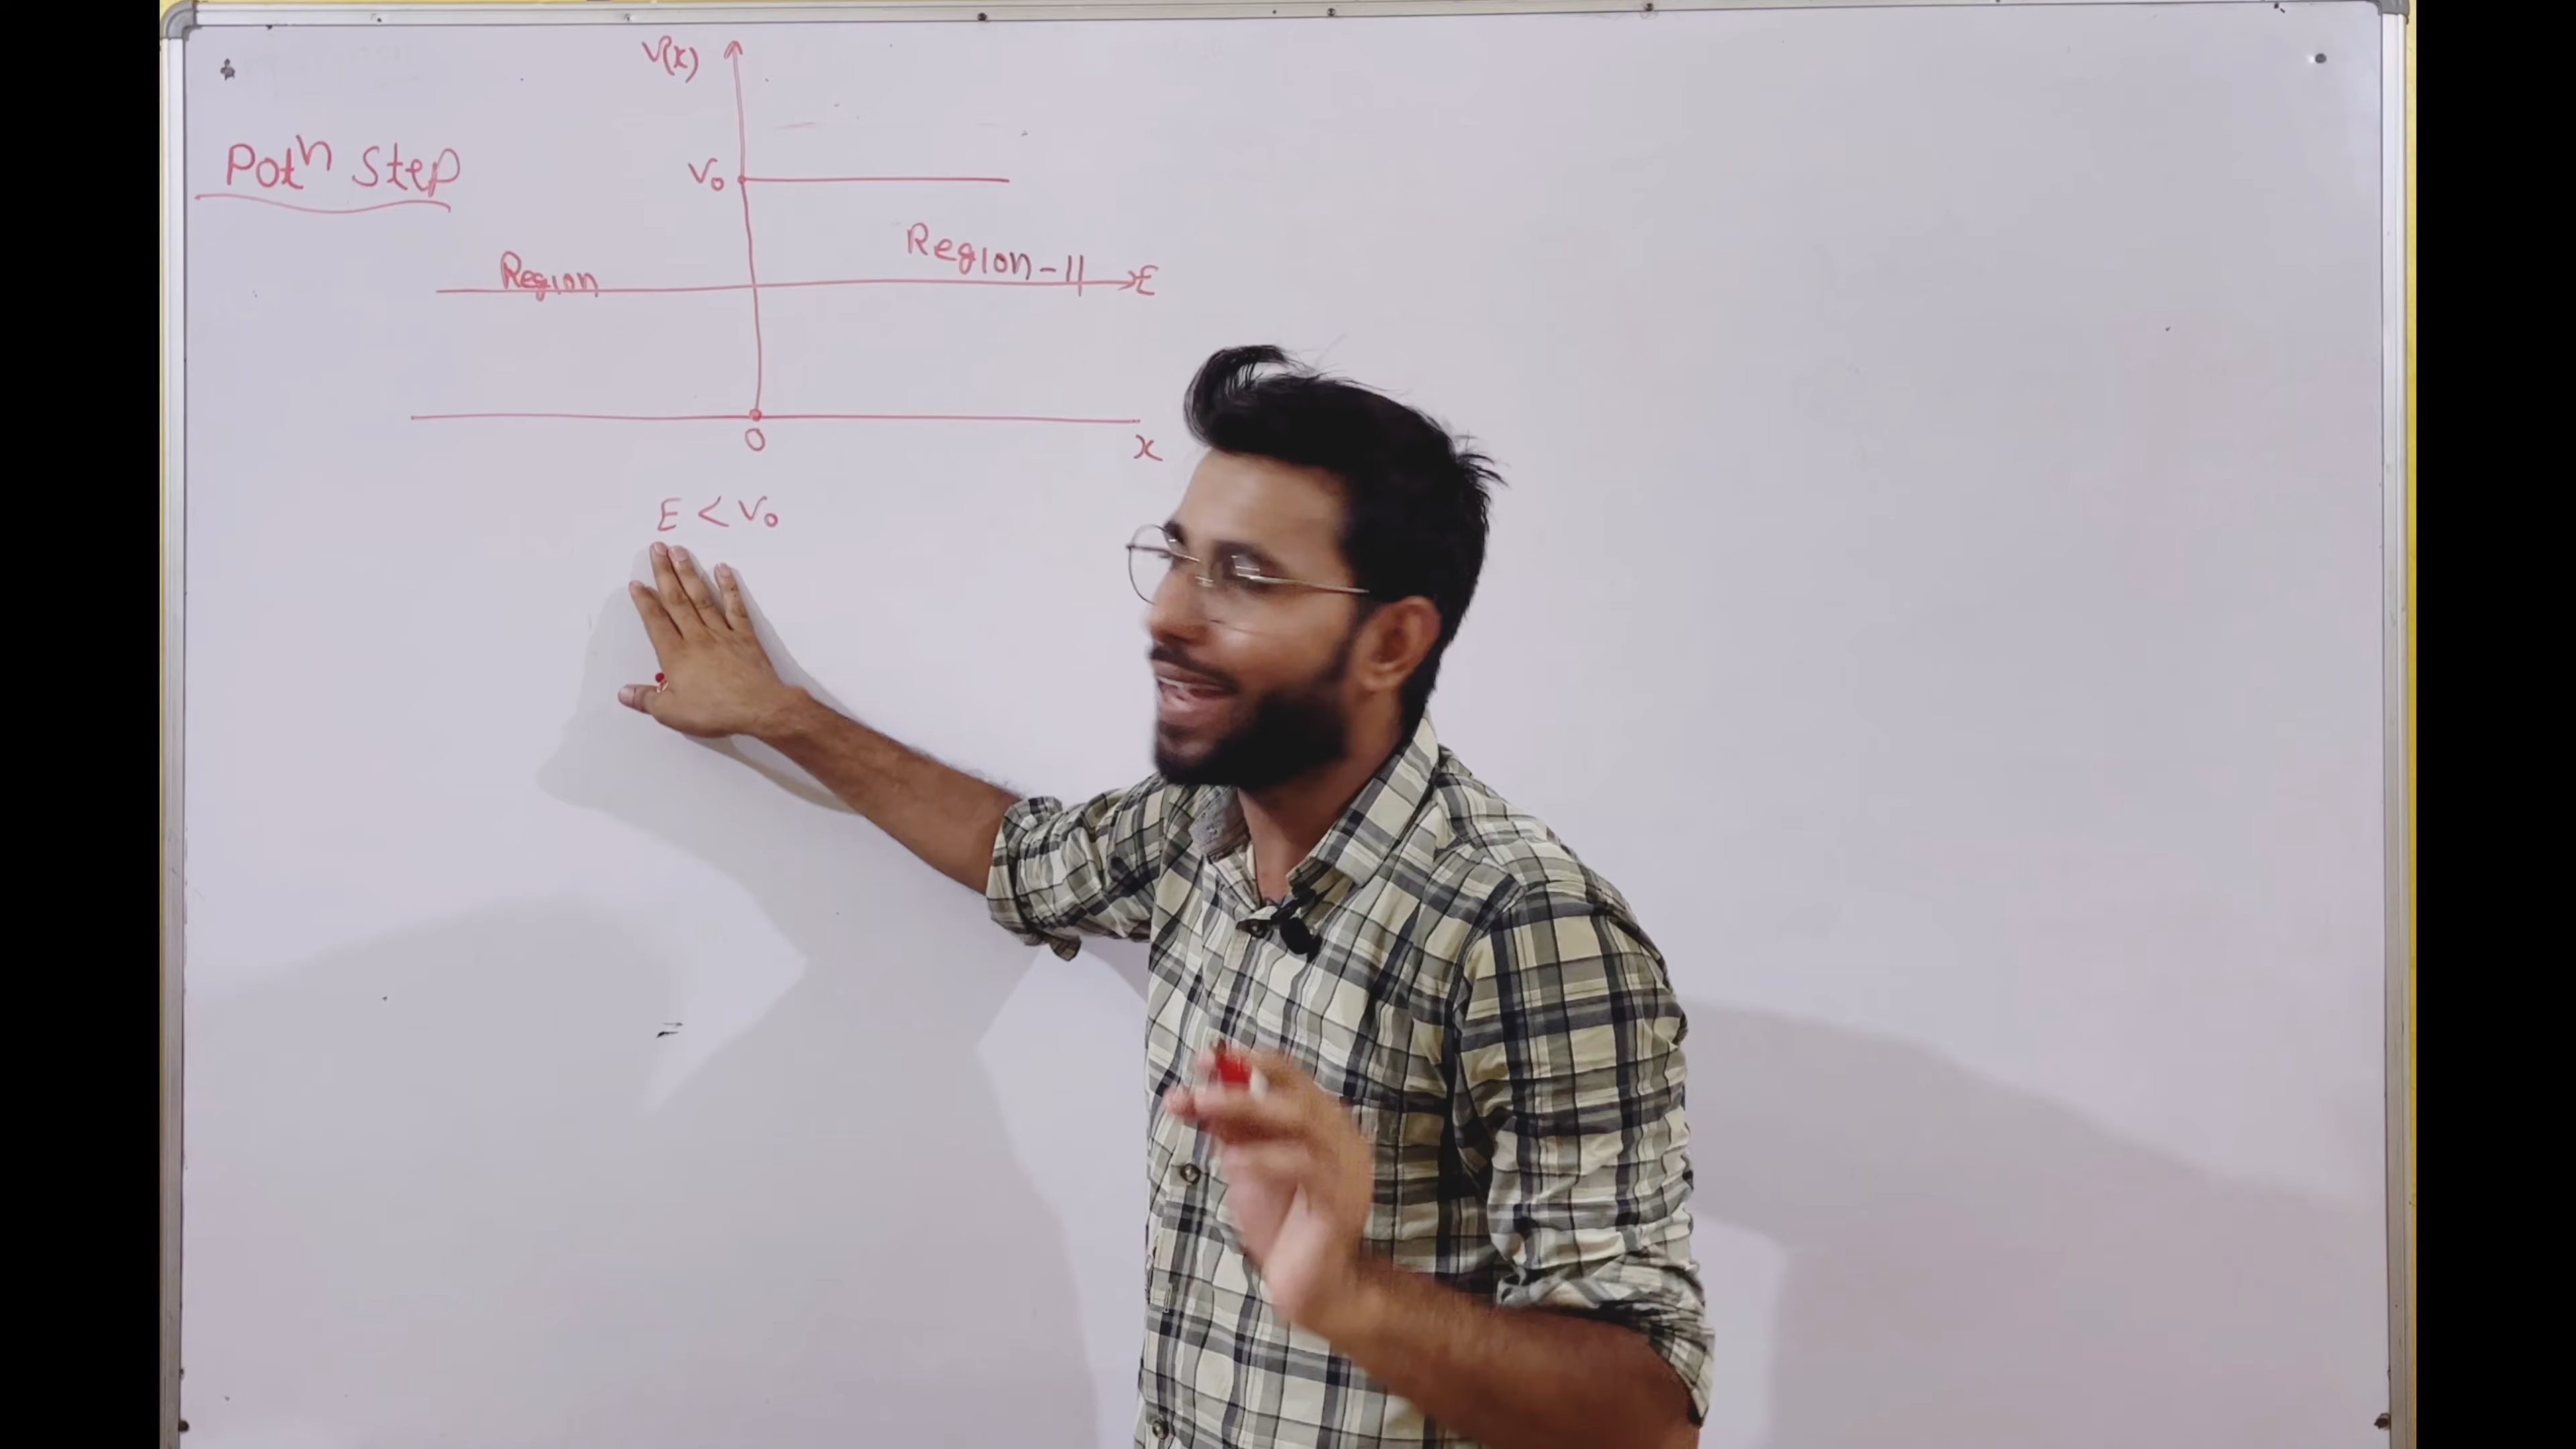 V(x)
Potⁿ Step
V₀
Region
Region-II
E
0
x
E < V₀